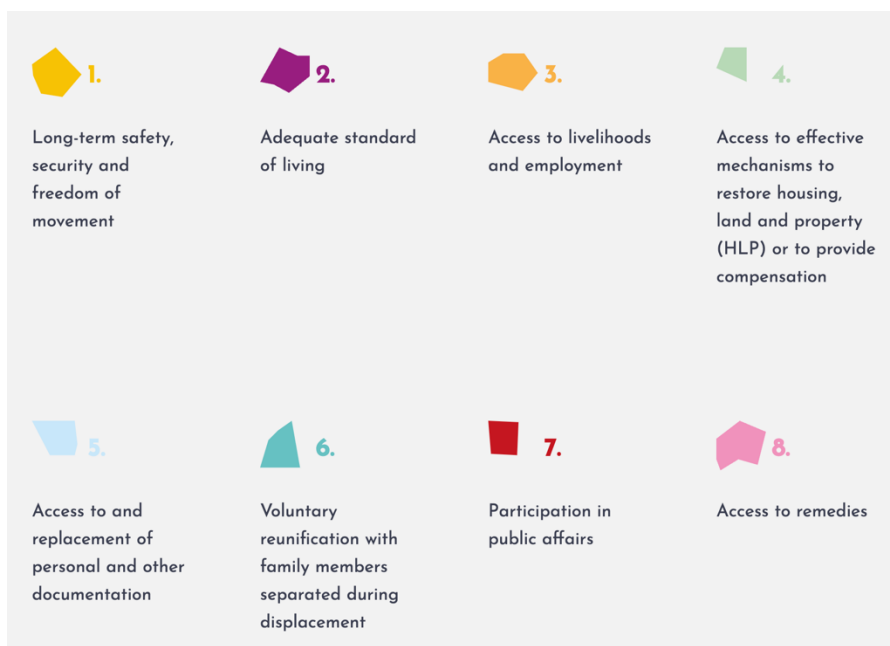 1.
Long-term safety,
security and
freedom of
movement
2.
Adequate standard
of living
3.
Access to livelihoods
and employment
4.
Access to effective
mechanisms to
restore housing,
land and property
(HLP) or to provide
compensation
5.
Access to and
replacement of
personal and other
documentation
6.
Voluntary
reunification with
family members
separated during
displacement
7.
Participation in
public affairs
8.
Access to remedies